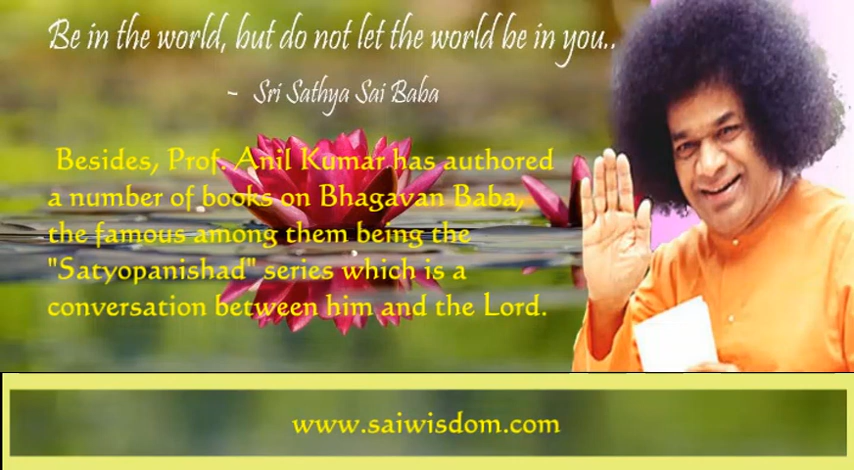 Be in the world, but do not let the world be in you..
~ Sri Sathya Sai Baba
Besides, Prof. Anil Kumar has authored
a number of books on Bhagavan Baba,
the famous among them being the
"Satyopanishad" series which is a
conversation between him and the Lord.
www.saiwisdom.com